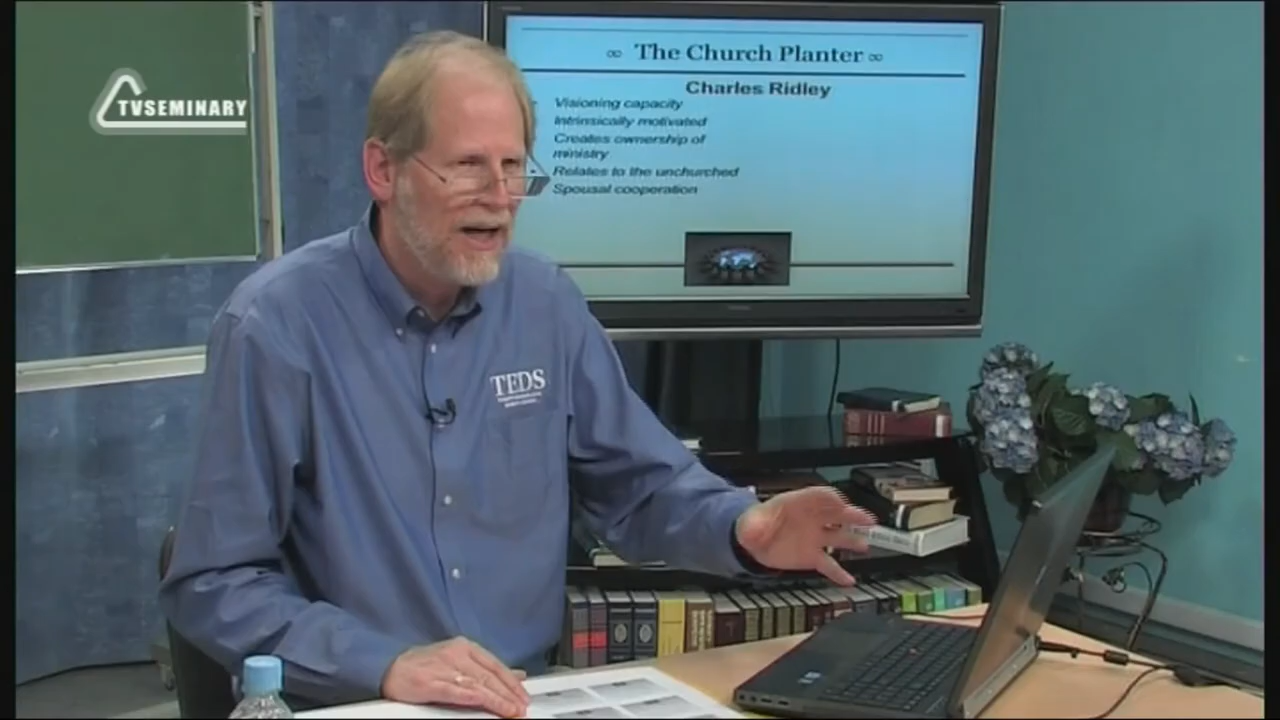 TVSEMINARY
∞ The Church Planter ∞
Charles Ridley
Visioning capacity
Intrinsically motivated
Creates ownership of
ministry
Relates to the unchurched
Spousal cooperation
TEDS